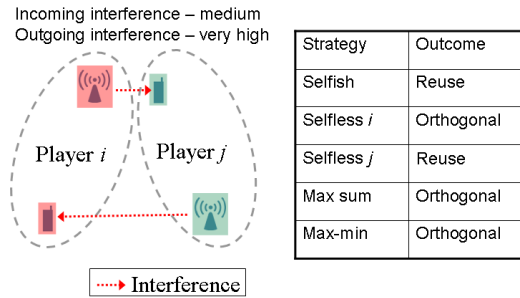 Incoming interference – medium
Outgoing interference – very high
Player i
Player j
Interference
Strategy Outcome
Selfish Reuse
Selfless i Orthogonal
Selfless j Reuse
Max sum Orthogonal
Max-min Orthogonal